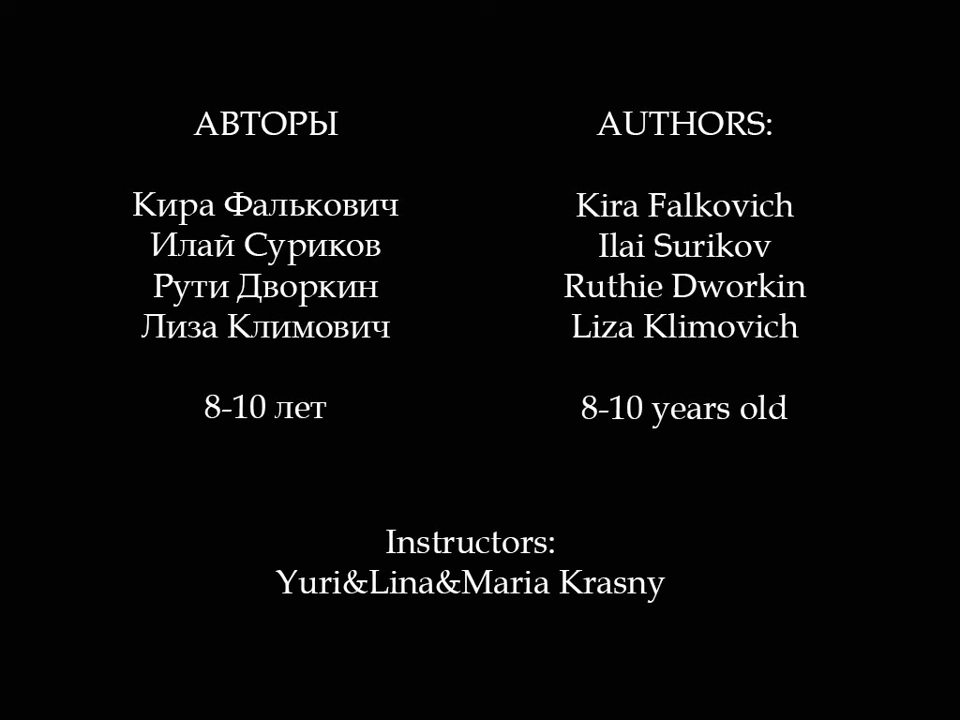 АВТОРЫ
Кира Фалькович
Илай Суриков
Рути Дворкин
Лиза Климович
8-10 лет
AUTHORS:
Kira Falkovich
Ilai Surikov
Ruthie Dworkin
Liza Klimovich
8-10 years old
Instructors:
Yuri&Lina&Maria Krasny